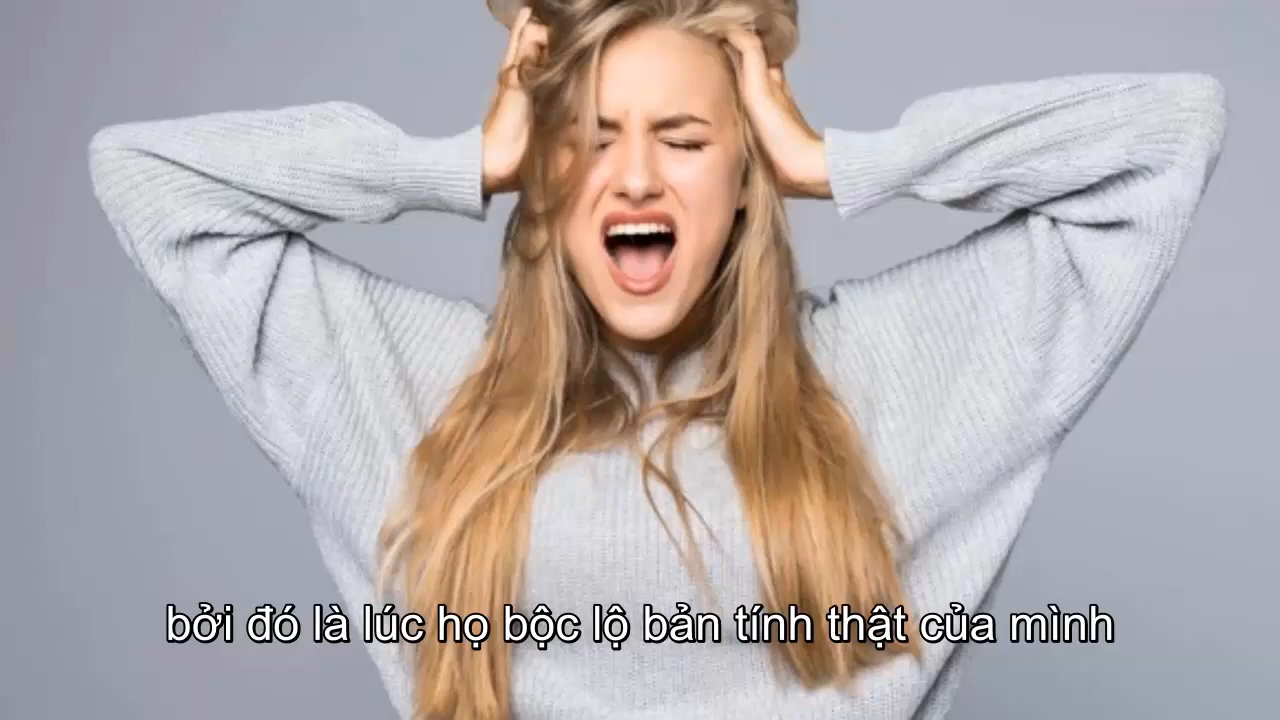 bởi đó là lúc họ bộc lộ bản tính thật của mình